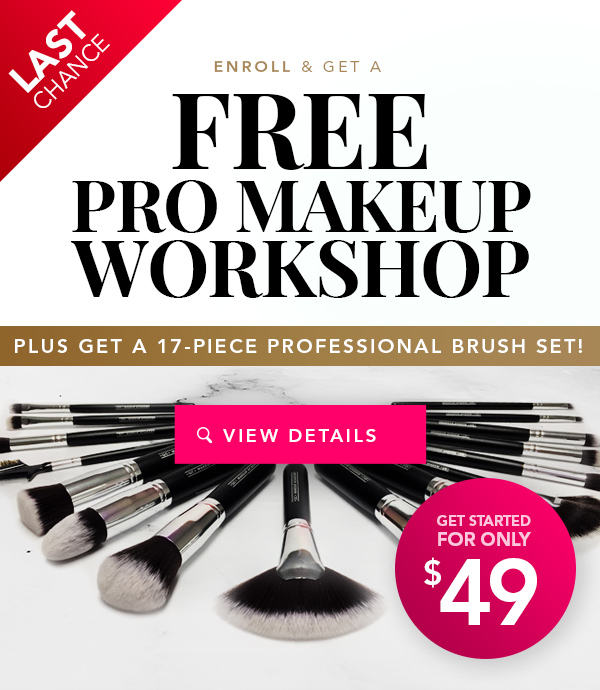 LAST
CHANCE
ENROLL & GET A
FREE
PRO MAKEUP
WORKSHOP
PLUS GET A 17-PIECE PROFESSIONAL BRUSH SET!
VIEW DETAILS
GET STARTED
FOR ONLY
$49